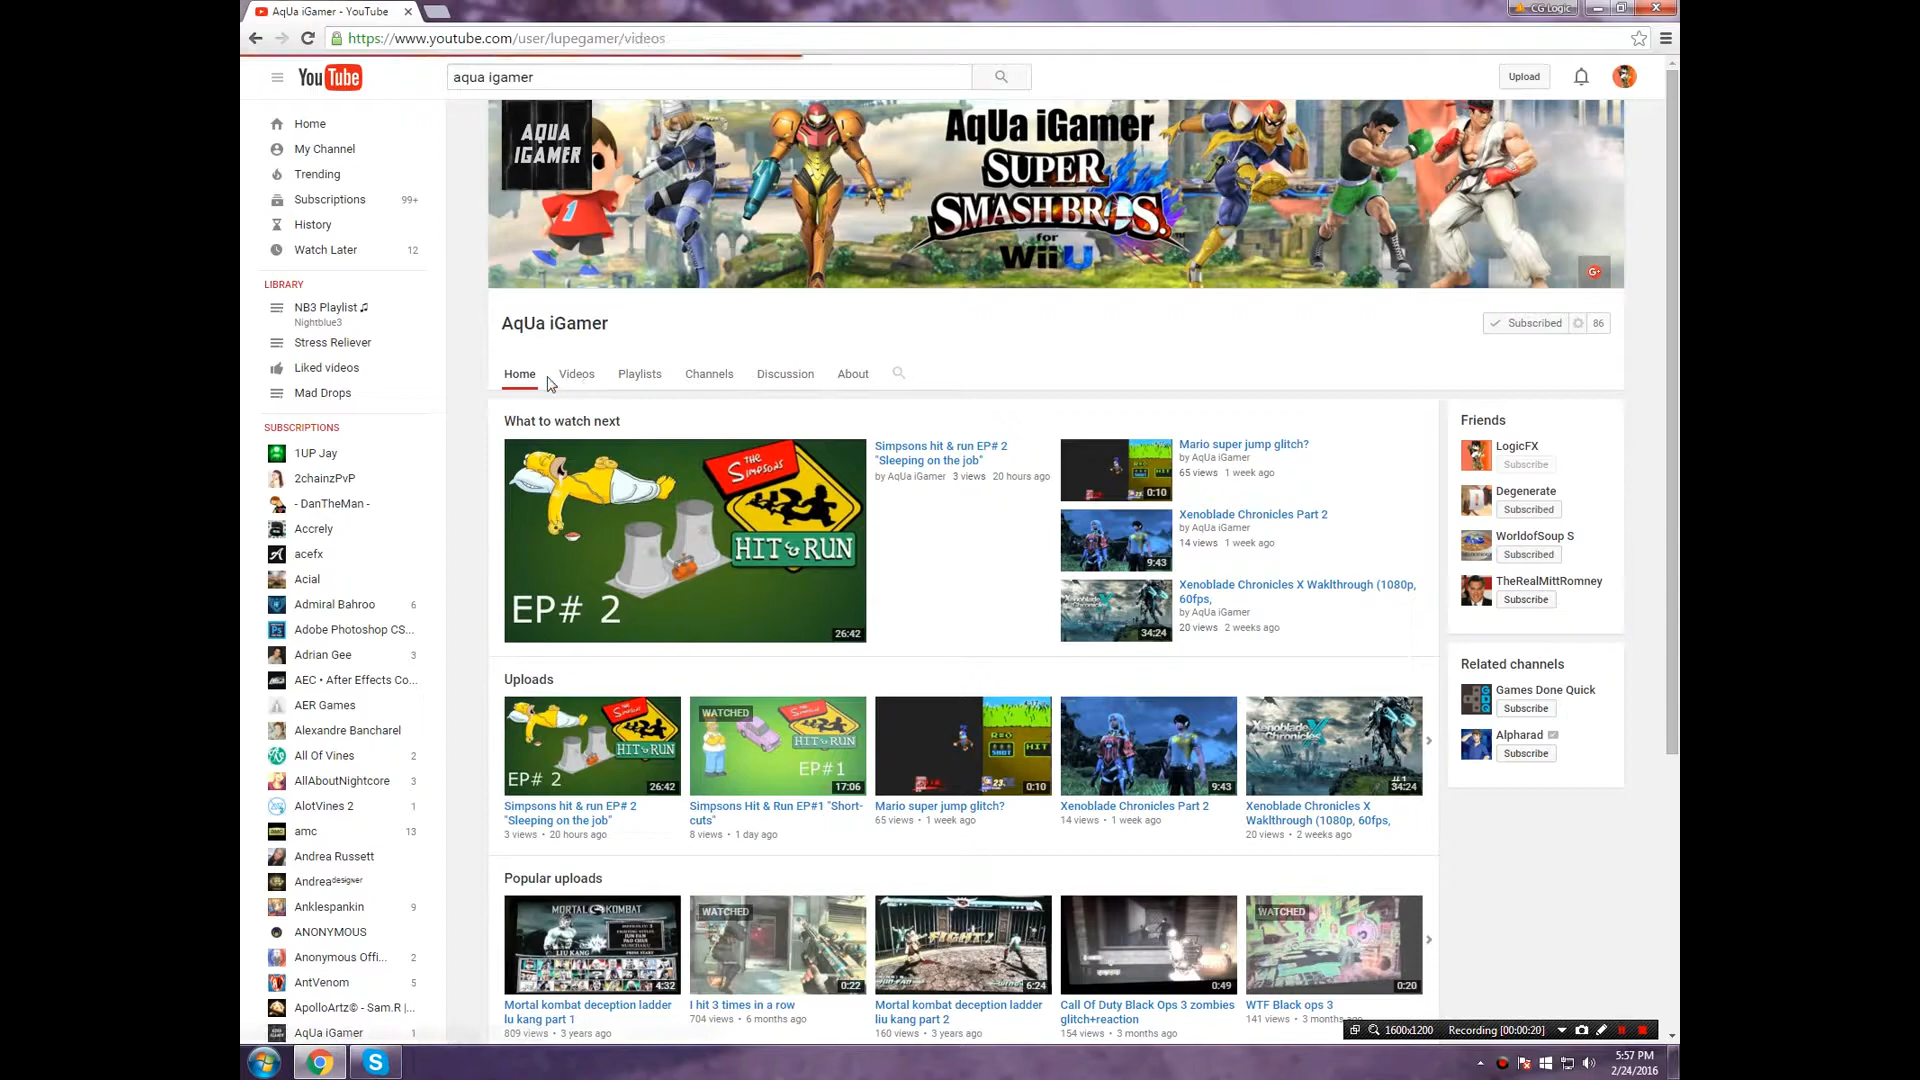 AqUa iGamer - YouTube
CG Logic
https://www.youtube.com/user/lupegamer/videos
YouTube
aqua igamer
Upload
Home
My Channel
Trending
Subscriptions 99+
History
Watch Later 12
LIBRARY
NB3 Playlist ♫
Nightblue3
Stress Reliever
Liked videos
Mad Drops
SUBSCRIPTIONS
1UP Jay
2chainzPvP
- DanTheMan -
Accrely
acefx
Acial
Admiral Bahroo 6
Adobe Photoshop CS...
Adrian Gee 3
AEC • After Effects Co...
AER Games
Alexandre Bancharel
All Of Vines 2
AllAboutNightcore 3
AlotVines 2 1
amc 13
Andrea Russett
Andreaᵈᵉˢⁱᵍⁿᵉʳ
Anklespankin 9
ANONYMOUS
Anonymous Offi... 2
AntVenom 5
ApolloArtz© - Sam.R |...
AqUa iGamer 1
AQUA
IGAMER
AqUa iGamer
SUPER
SMASH BROS.
for
Wii U
AqUa iGamer
Subscribed 86
Home Videos Playlists Channels Discussion About
What to watch next
THE Simpsons
HIT & RUN
EP# 2
26:42
Simpsons hit & run EP# 2
"Sleeping on the job"
by AqUa iGamer 3 views 20 hours ago
0:10
Mario super jump glitch?
by AqUa iGamer
65 views 1 week ago
9:43
Xenoblade Chronicles Part 2
by AqUa iGamer
14 views 1 week ago
34:24
Xenoblade Chronicles X Waklthrough (1080p,
60fps,
by AqUa iGamer
20 views 2 weeks ago
Uploads
HIT & RUN
EP# 2
26:42
Simpsons hit & run EP# 2
"Sleeping on the job"
3 views • 20 hours ago
WATCHED
HIT & RUN
EP#1
17:06
Simpsons Hit & Run EP#1 "Short-
cuts"
8 views • 1 day ago
HIT
0:10
Mario super jump glitch?
65 views • 1 week ago
9:43
Xenoblade Chronicles Part 2
14 views • 1 week ago
Xenoblade Chronicles X
#1
34:24
Xenoblade Chronicles X
Waklthrough (1080p, 60fps,
20 views • 2 weeks ago
Popular uploads
MORTAL KOMBAT
LIU KANG
4:32
Mortal kombat deception ladder
liu kang part 1
809 views • 3 years ago
WATCHED
0:22
I hit 3 times in a row
704 views • 6 months ago
FIGHT!
6:24
Mortal kombat deception ladder
liu kang part 2
160 views • 3 years ago
0:49
Call Of Duty Black Ops 3 zombies
glitch+reaction
154 views • 3 months ago
WATCHED
0:20
WTF Black ops 3
141 views • 3 months
Friends
LogicFX
Subscribe
Degenerate
Subscribed
WorldofSoup S
Subscribed
TheRealMittRomney
Subscribe
Related channels
Games Done Quick
Subscribe
Alpharad
Subscribe
1600x1200 Recording [00:00:20]
5:57 PM
2/24/2016